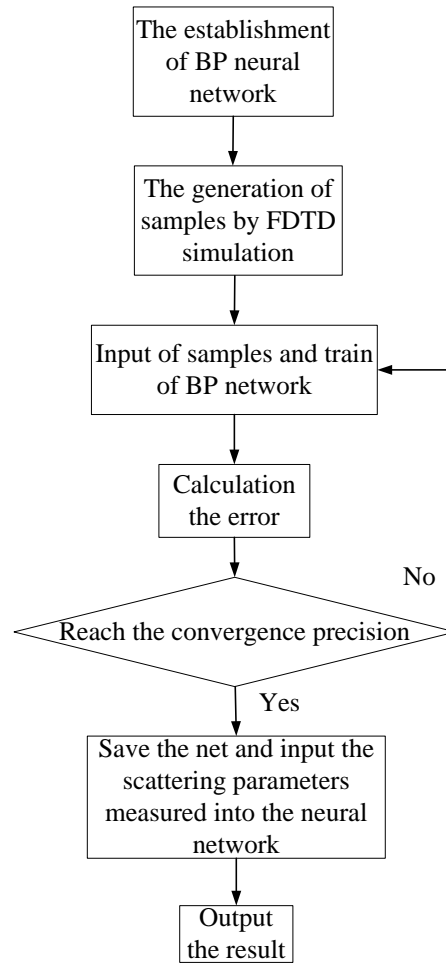 The establishment
of BP neural
network
The generation of
samples by FDTD
simulation
Input of samples and train
of BP network
Calculation
the error
No
Reach the convergence precision
Yes
Save the net and input the
scattering parameters
measured into the neural
network
Output
the result